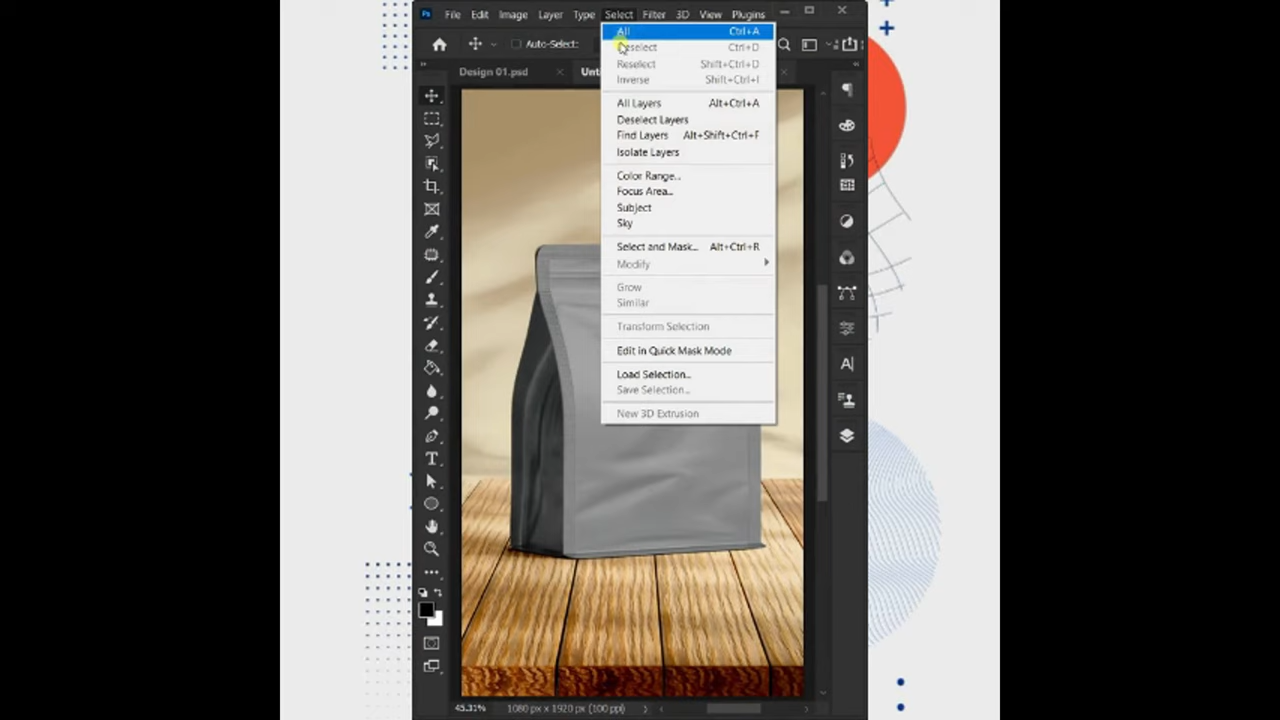 Ps File Edit Image Layer Type Select Filter 3D View Plugins
Auto-Select:
Design 01.psd
All Ctrl+A
Deselect Ctrl+D
Reselect Shift+Ctrl+D
Inverse Shift+Ctrl+I
All Layers Alt+Ctrl+A
Deselect Layers
Find Layers Alt+Shift+Ctrl+F
Isolate Layers
Color Range...
Focus Area...
Subject
Sky
Select and Mask... Alt+Ctrl+R
Modify
Grow
Similar
Transform Selection
Edit in Quick Mask Mode
Load Selection...
Save Selection...
New 3D Extrusion
45.31% 1080 px x 1920 px (100 ppi)